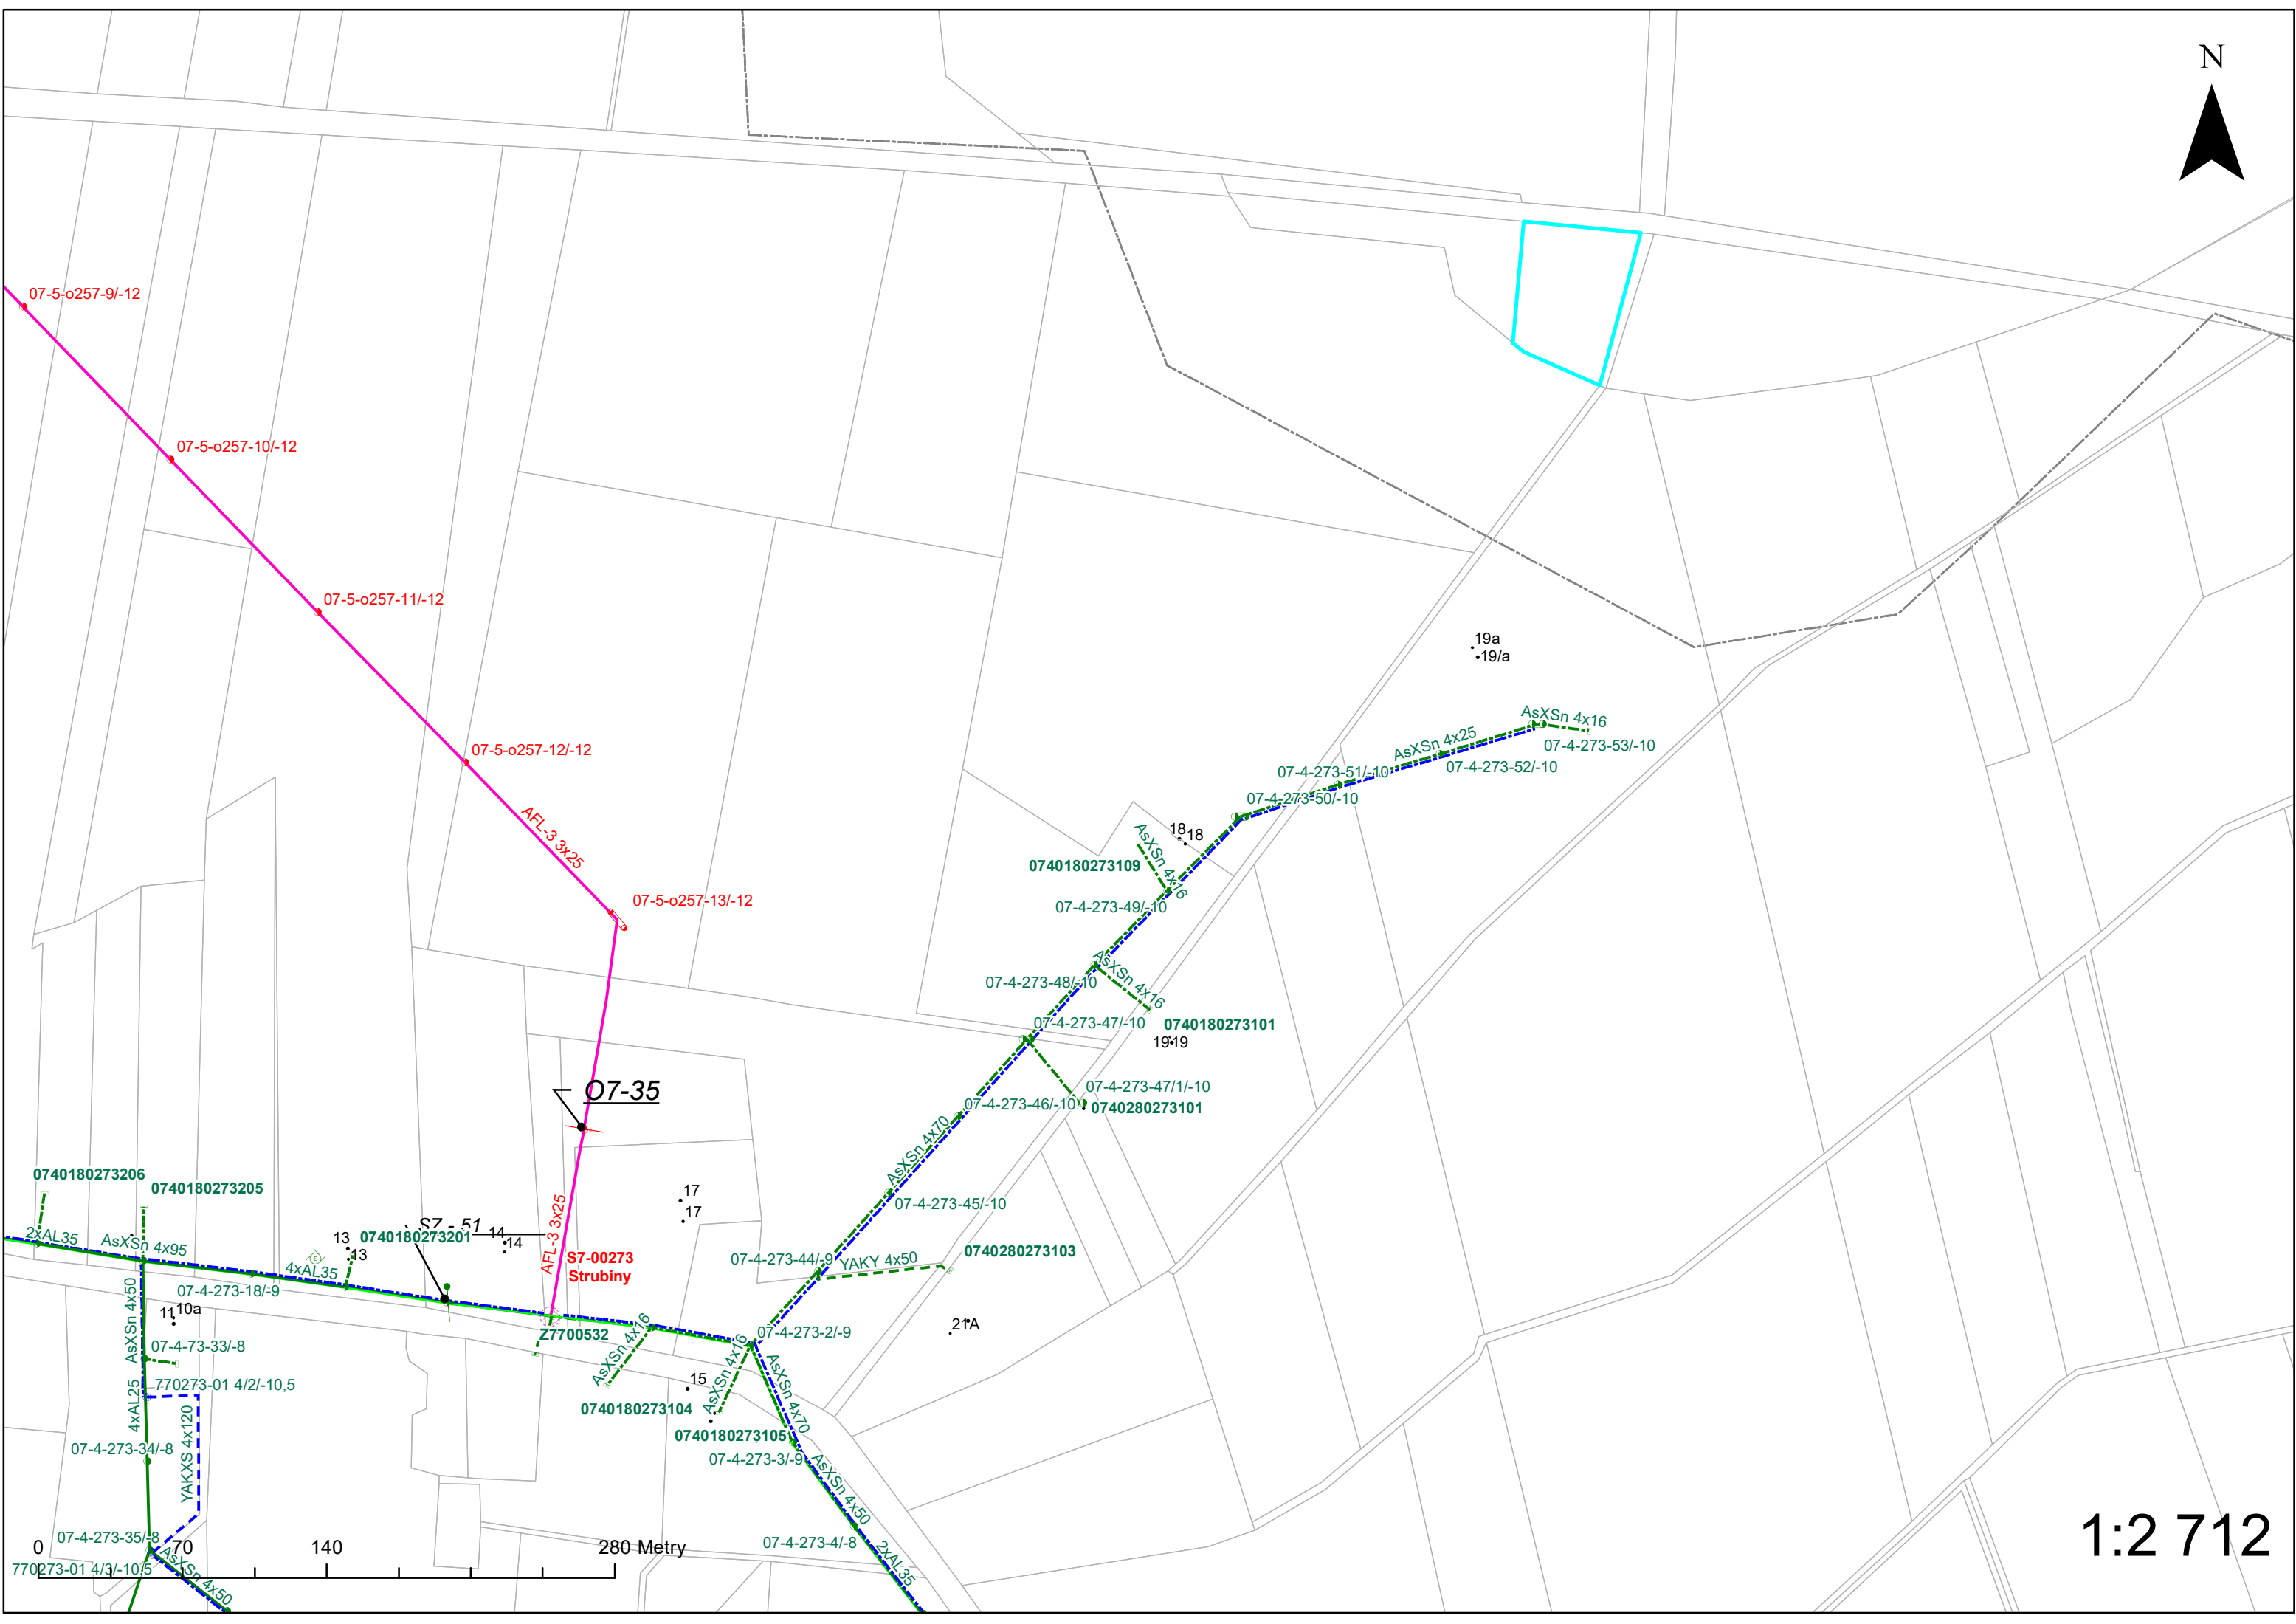 N
07-5-o257-9/-12
07-5-o257-10/-12
07-5-o257-11/-12
19a
19/a
AsXSn 4x16
07-5-o257-12/-12
AsXSn 4x25
07-4-273-53/-10
07-4-273-52/-10
07-4-273-51/-10
07-4-273-50/-10
AFL-3 3x25
18
18
AsXSn 4x16
0740180273109
07-5-o257-13/-12
07-4-273-49/-10
AsXSn 4x16
07-4-273-48/-10
07-4-273-47/-10
0740180273101
19
19
O7-35
07-4-273-47/1/-10
07-4-273-46/-10
0740280273101
AsXSn 4x70
0740180273206
0740180273205
17
17
07-4-273-45/-10
SZ - 51
2xAL35
AsXSn 4x95
13
13
0740180273201
14
14
AFL-3 3x25
S7-00273
Strubiny
07-4-273-44/-9
YAKY 4x50
0740280273103
4xAL35
07-4-273-18/-9
AsXSn 4x50
11
10a
Z7700532
AsXSn 4x16
07-4-273-2/-9
21A
07-4-73-33/-8
AsXSn 4x16
AsXSn 4x70
770273-01 4/2/-10,5
15
4xAL25
YAKXS 4x120
0740180273104
0740180273105
07-4-273-34/-8
07-4-273-3/-9
AsXSn 4x50
07-4-273-35/-8
07-4-273-4/-8
2xAL35
0
70
140
280 Metry
770273-01 4/3/-10,5
AsXSn 4x50
1:2 712